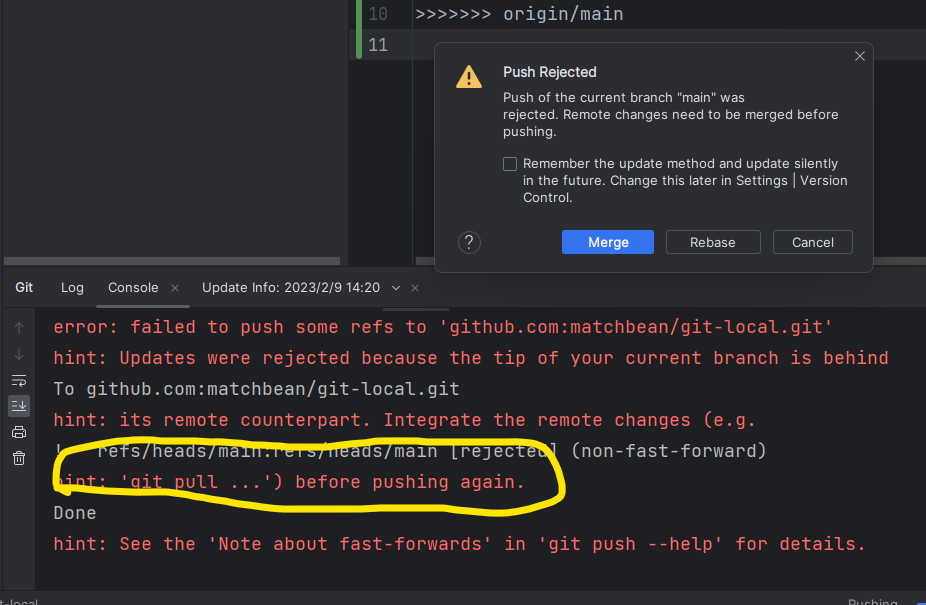 10 >>>>>>> origin/main
11
Push Rejected
Push of the current branch "main" was
rejected. Remote changes need to be merged before
pushing.
Remember the update method and update silently
in the future. Change this later in Settings | Version
Control.
? Merge Rebase Cancel
Git Log Console Update Info: 2023/2/9 14:20
error: failed to push some refs to 'github.com:matchbean/git-local.git'
hint: Updates were rejected because the tip of your current branch is behind
To github.com:matchbean/git-local.git
hint: its remote counterpart. Integrate the remote changes (e.g.
! refs/heads/main:refs/heads/main [rejected] (non-fast-forward)
hint: 'git pull ...') before pushing again.
Done
hint: See the 'Note about fast-forwards' in 'git push --help' for details.
t-local Pushing